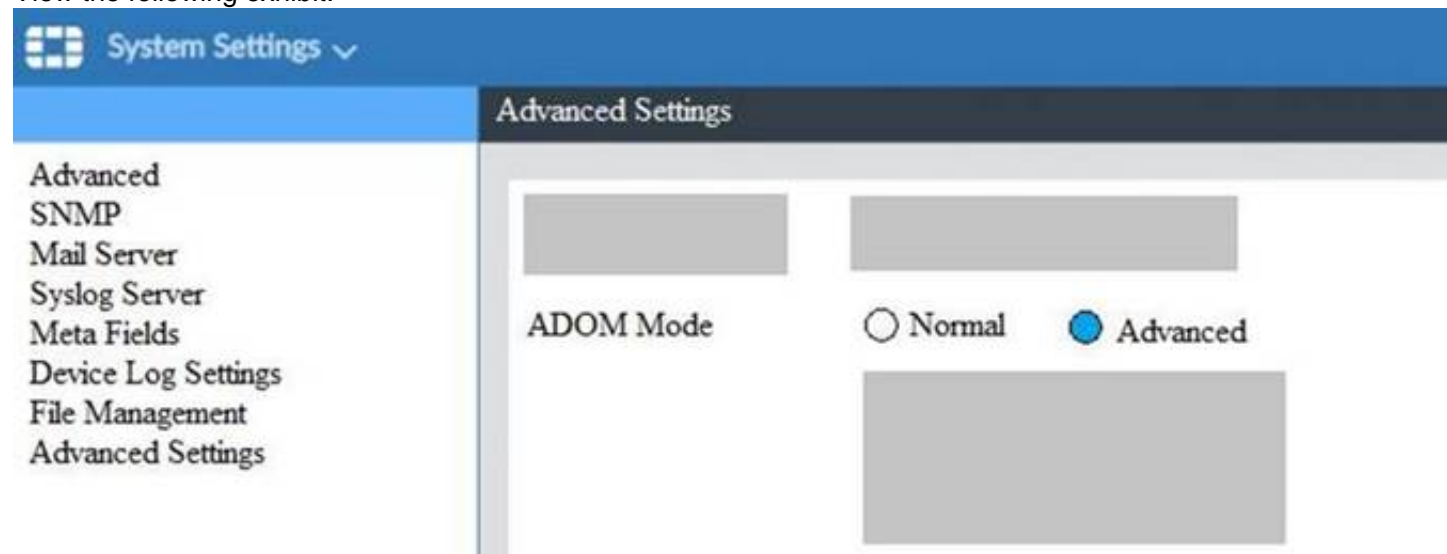 View the following exhibit.
System Settings
Advanced Settings
Advanced
SNMP
Mail Server
Syslog Server
Meta Fields
Device Log Settings
File Management
Advanced Settings
ADOM Mode
Normal
Advanced